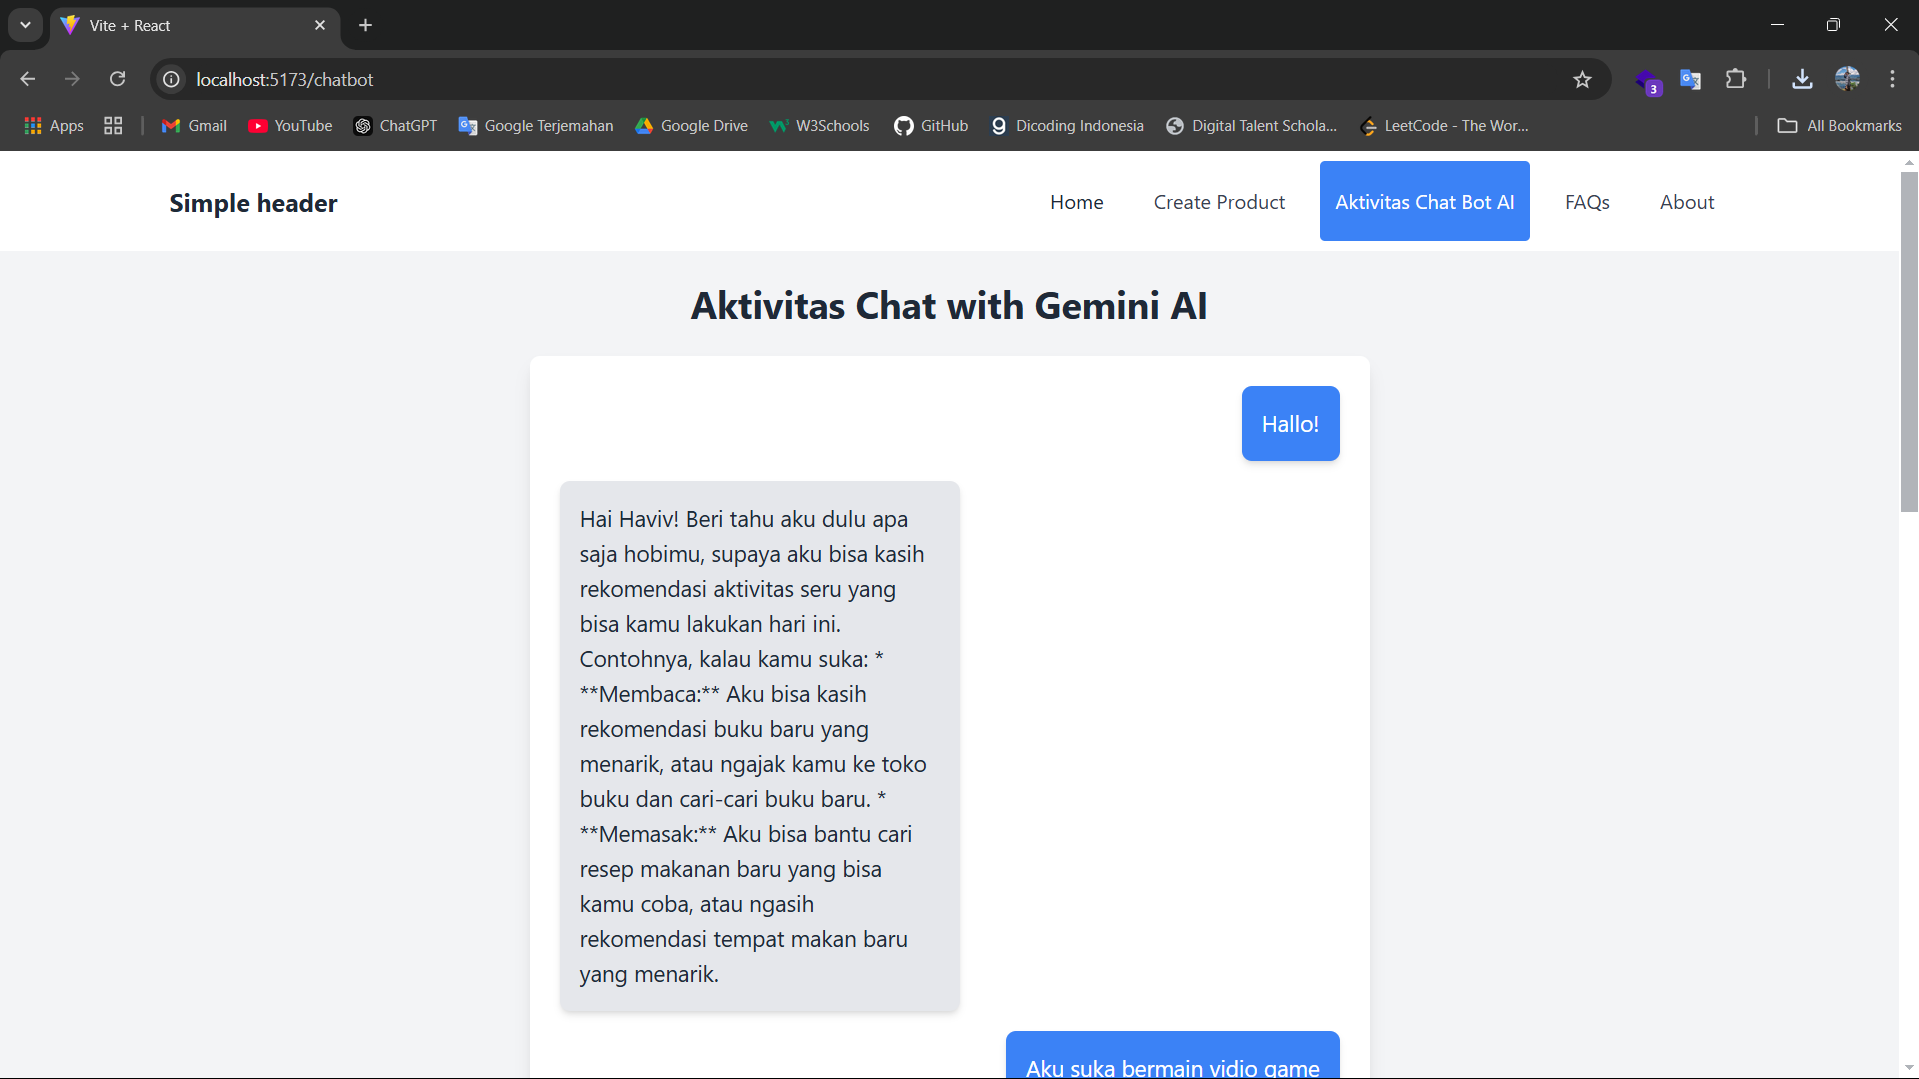 Vite + React
localhost:5173/chatbot
3
Apps
Gmail
YouTube
ChatGPT
Google Terjemahan
Google Drive
W3Schools
GitHub
Dicoding Indonesia
Digital Talent Schola...
LeetCode - The Wor...
All Bookmarks
Simple header
Home
Create Product
Aktivitas Chat Bot AI
FAQs
About
Aktivitas Chat with Gemini AI
Hallo!
Hai Haviv! Beri tahu aku dulu apa
saja hobimu, supaya aku bisa kasih
rekomendasi aktivitas seru yang
bisa kamu lakukan hari ini.
Contohnya, kalau kamu suka: *
**Membaca:** Aku bisa kasih
rekomendasi buku baru yang
menarik, atau ngajak kamu ke toko
buku dan cari-cari buku baru. *
**Memasak:** Aku bisa bantu cari
resep makanan baru yang bisa
kamu coba, atau ngasih
rekomendasi tempat makan baru
yang menarik.
Aku suka bermain vidio game